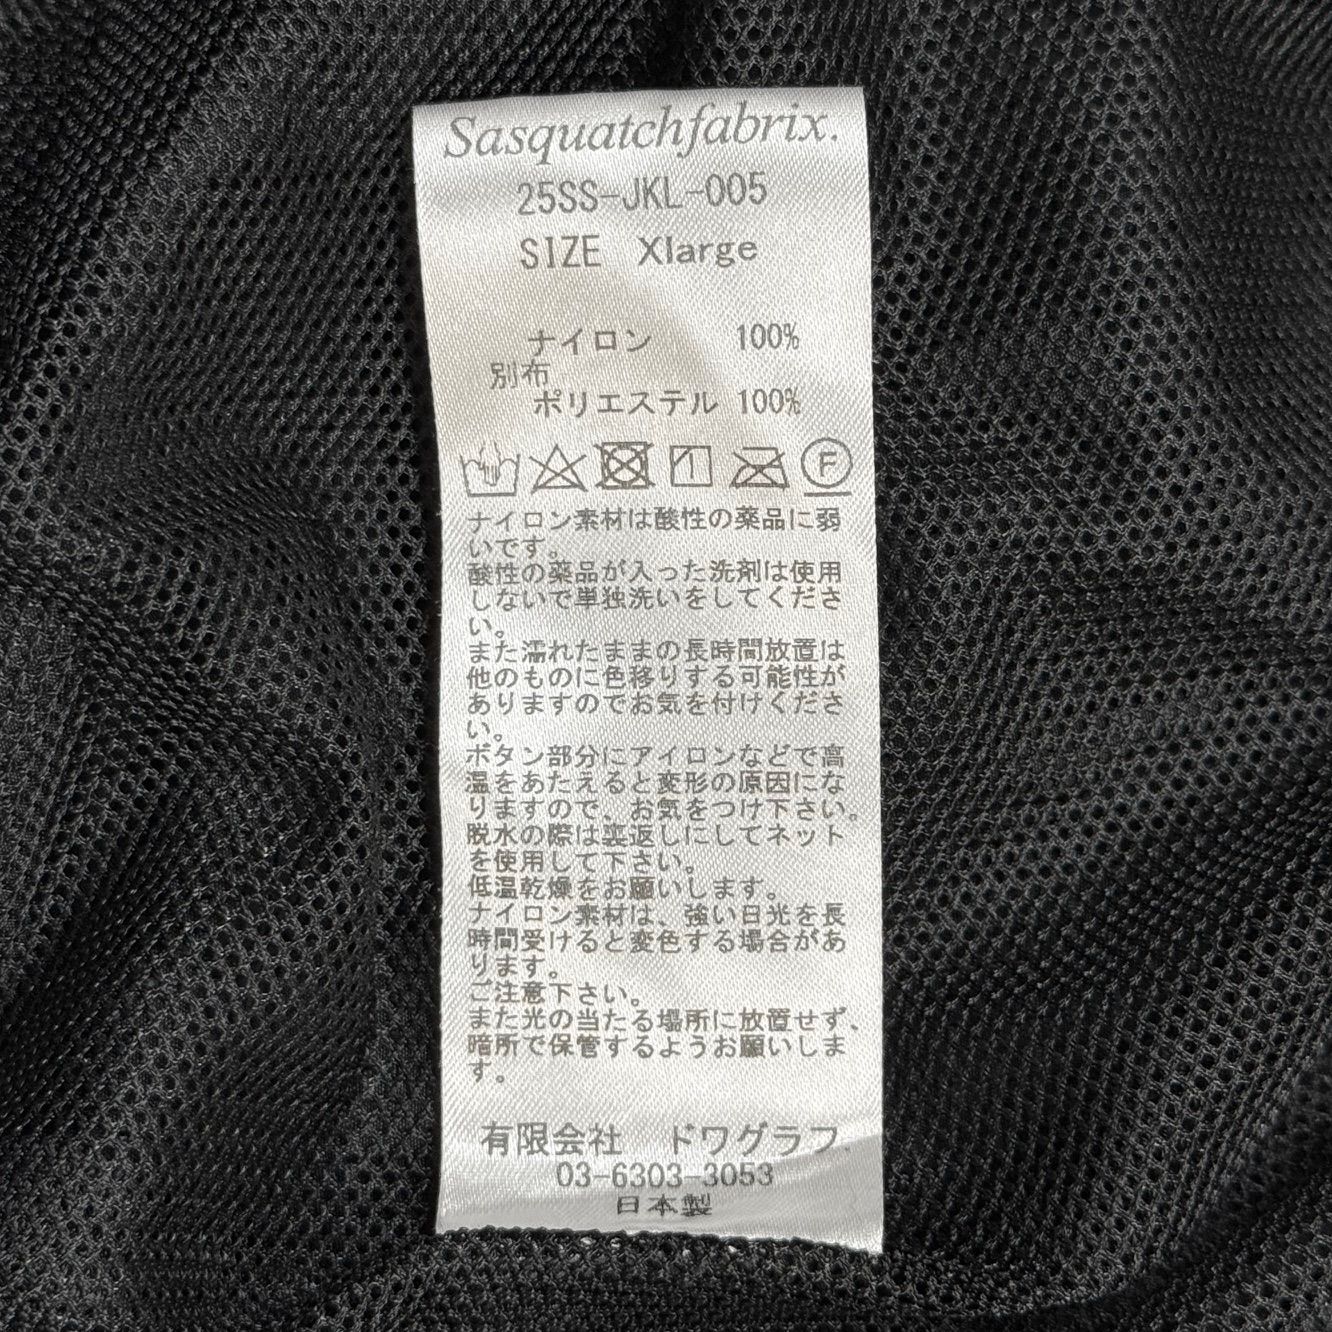 Sasquatchfabrix.
25SS-JKL-005
SIZE Xlarge
ナイロン 100%
別布
ポリエステル 100%
F
ナイロン素材は酸性の薬品に弱
いです。
酸性の薬品が入った洗剤は使用
しないで単独洗いをしてくださ
い。
また濡れたままの長時間放置は
他のものに色移りする可能性が
ありますのでお気を付けくださ
い。
ボタン部分にアイロンなどで高
温をあたえると変形の原因にな
りますので、お気をつけ下さい。
脱水の際は裏返しにしてネット
を使用して下さい。
低温乾燥をお願いします。
ナイロン素材は、強い日光を長
時間受けると変色する場合があ
ります。
ご注意下さい。
また光の当たる場所に放置せず、
暗所で保管するようお願いしま
す。
有限会社 ドワグラフ.
03-6303-3053
日本製